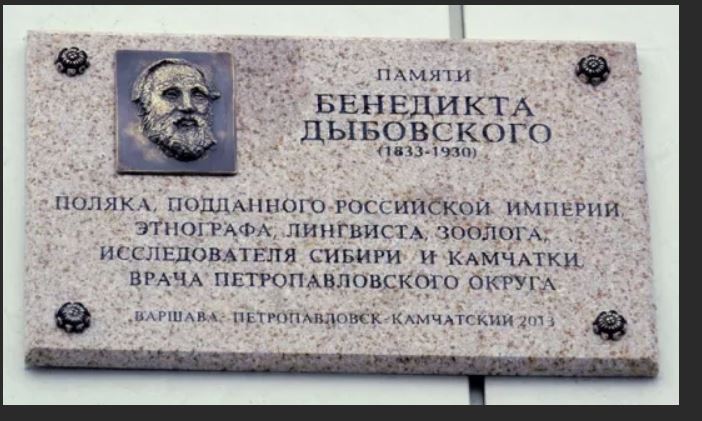 ПАМЯТИ
БЕНЕДИКТА
ДЫБОВСКОГО
(1833-1930)
ПОЛЯКА, ПОДДАННОГО РОССИЙСКОЙ ИМПЕРИИ,
ЭТНОГРАФА, ЛИНГВИСТА, ЗООЛОГА,
ИССЛЕДОВАТЕЛЯ СИБИРИ И КАМЧАТКИ,
ВРАЧА ПЕТРОПАВЛОВСКОГО ОКРУГА
ВАРШАВА - ПЕТРОПАВЛОВСК-КАМЧАТСКИЙ 2013